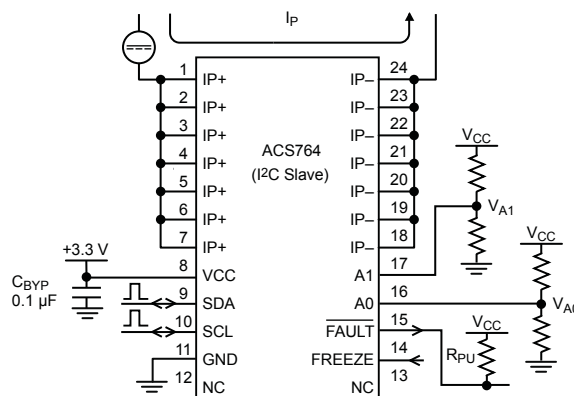 IP
1 IP+ IP– 24
2 IP+ IP– 23
3 IP+ IP– 22
4 IP+ ACS764 IP– 21
5 IP+ (I2C Slave) IP– 20
6 IP+ IP– 19
7 IP+ IP– 18
VCC
VA1
+3.3 V
8 VCC A1 17
CBYP
0.1 µF
9 SDA A0 16
VCC
VA0
10 SCL FAULT 15
VCC
RPU
11 GND FREEZE 14
12 NC NC 13